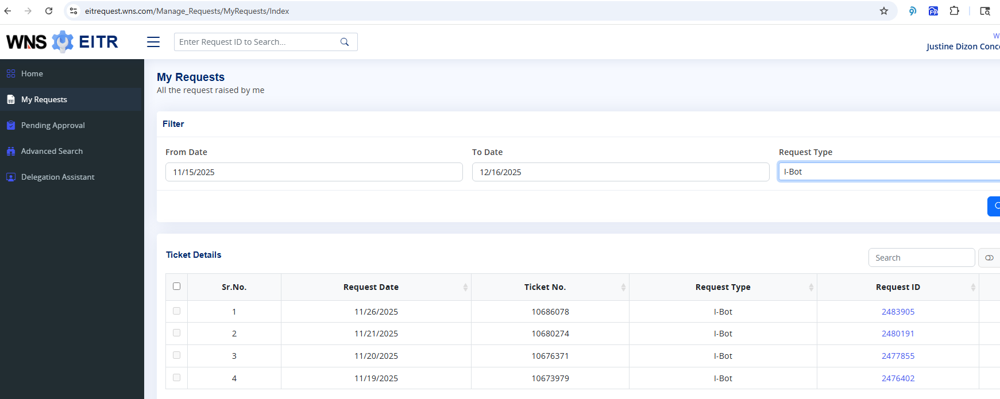 eitrequest.wns.com/Manage_Requests/MyRequests/Index
WNS EITR
Enter Request ID to Search...
W
Justine Dizon Conc
Home
My Requests
Pending Approval
Advanced Search
Delegation Assistant
My Requests
All the request raised by me
Filter
From Date To Date Request Type
11/15/2025 12/16/2025 I-Bot
Ticket Details
Search
Sr.No. Request Date Ticket No. Request Type Request ID
1 11/26/2025 10686078 I-Bot 2483905
2 11/21/2025 10680274 I-Bot 2480191
3 11/20/2025 10676371 I-Bot 2477855
4 11/19/2025 10673979 I-Bot 2476402